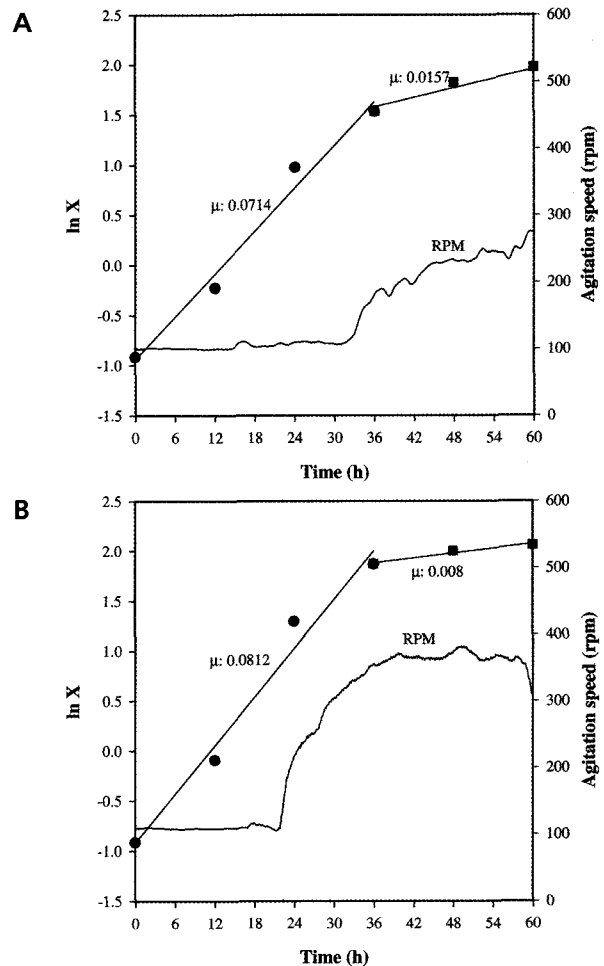 A
2.5
2.0
1.5
1.0
0.5
0.0
-0.5
-1.0
-1.5
ln X
600
500
400
300
200
100
0
Agitation speed (rpm)
μ: 0.0157
μ: 0.0714
RPM
0 6 12 18 24 30 36 42 48 54 60
Time (h)
B
2.5
2.0
1.5
1.0
0.5
0.0
-0.5
-1.0
-1.5
ln X
600
500
400
300
200
100
0
Agitation speed (rpm)
μ: 0.008
μ: 0.0812
RPM
0 6 12 18 24 30 36 42 48 54 60
Time (h)